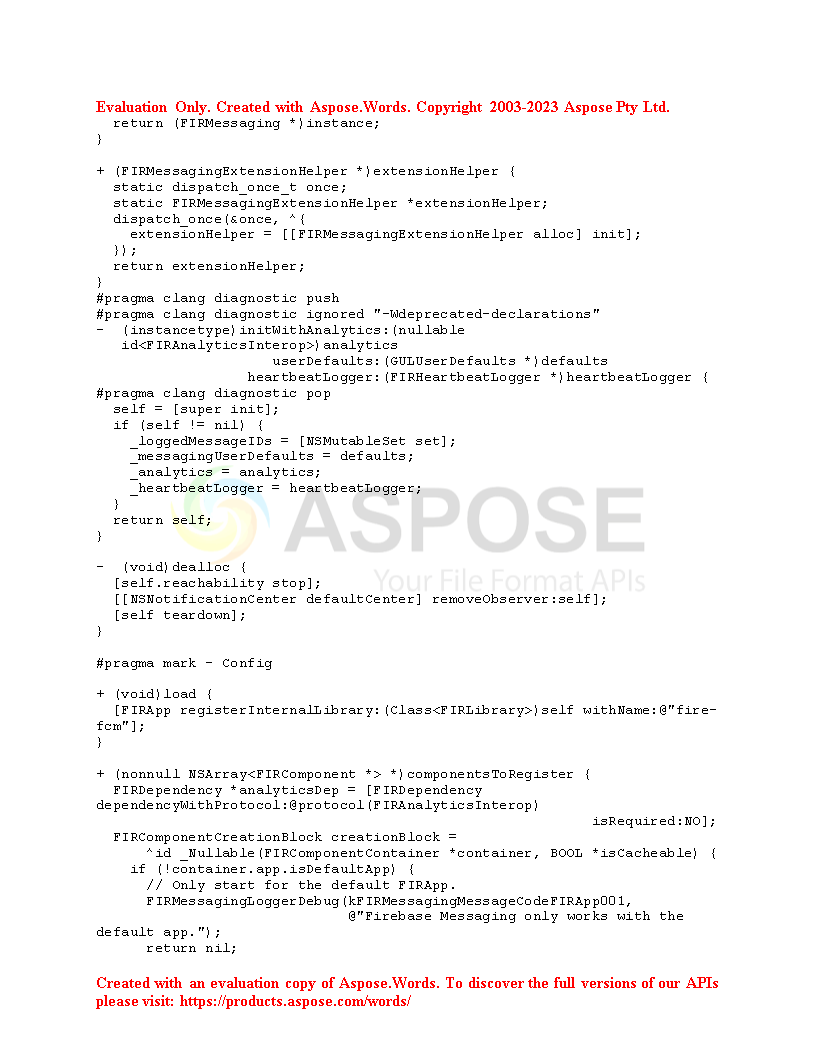 Evaluation Only. Created with Aspose.Words. Copyright 2003-2023 Aspose Pty Ltd.
  return (FIRMessaging *)instance;
}

+ (FIRMessagingExtensionHelper *)extensionHelper {
  static dispatch_once_t once;
  static FIRMessagingExtensionHelper *extensionHelper;
  dispatch_once(&once, ^{
    extensionHelper = [[FIRMessagingExtensionHelper alloc] init];
  });
  return extensionHelper;
}
#pragma clang diagnostic push
#pragma clang diagnostic ignored "-Wdeprecated-declarations"
-  (instancetype)initWithAnalytics:(nullable
   id<FIRAnalyticsInterop>)analytics
                     userDefaults:(GULUserDefaults *)defaults
                  heartbeatLogger:(FIRHeartbeatLogger *)heartbeatLogger {
#pragma clang diagnostic pop
  self = [super init];
  if (self != nil) {
    _loggedMessageIDs = [NSMutableSet set];
    _messagingUserDefaults = defaults;
    _analytics = analytics;
    _heartbeatLogger = heartbeatLogger;
  }
  return self;
}
ASPOSE
Your File Format APIs

-  (void)dealloc {
  [self.reachability stop];
  [[NSNotificationCenter defaultCenter] removeObserver:self];
  [self teardown];
}

#pragma mark - Config

+ (void)load {
  [FIRApp registerInternalLibrary:(Class<FIRLibrary>)self withName:@"fire-
fcm"];
}

+ (nonnull NSArray<FIRComponent *> *)componentsToRegister {
  FIRDependency *analyticsDep = [FIRDependency
dependencyWithProtocol:@protocol(FIRAnalyticsInterop)
                                                           isRequired:NO];
  FIRComponentCreationBlock creationBlock =
      ^id _Nullable(FIRComponentContainer *container, BOOL *isCacheable) {
    if (!container.app.isDefaultApp) {
      // Only start for the default FIRApp.
      FIRMessagingLoggerDebug(kFIRMessagingMessageCodeFIRApp001,
                              @"Firebase Messaging only works with the
default app.");
      return nil;

Created with an evaluation copy of Aspose.Words. To discover the full versions of our APIs
please visit: https://products.aspose.com/words/